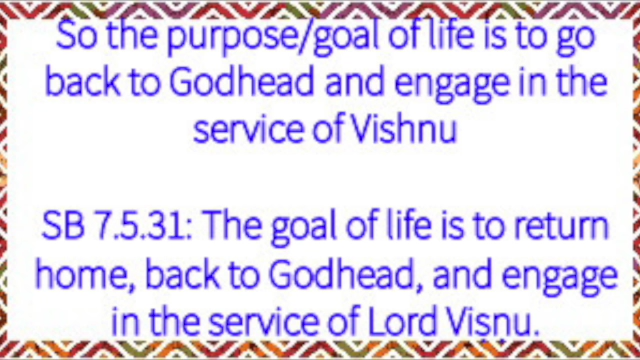 So the purpose/goal of life is to go
back to Godhead and engage in the
service of Vishnu
SB 7.5.31: The goal of life is to return
home, back to Godhead, and engage
in the service of Lord Visnu.